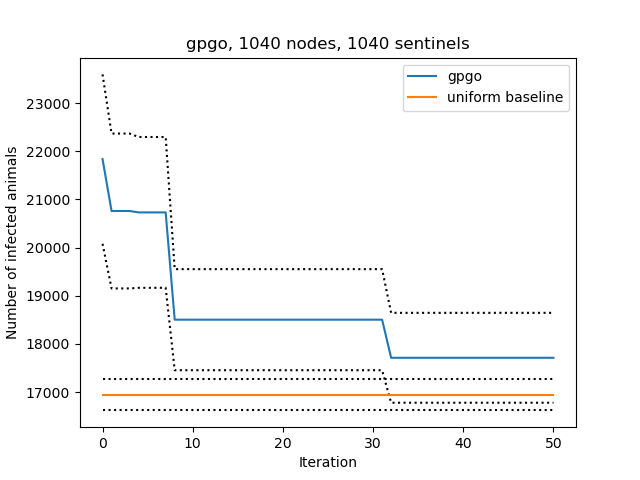 gpgo, 1040 nodes, 1040 sentinels
gpgo
uniform baseline
Number of infected animals
23000
22000
21000
20000
19000
18000
17000
0 10 20 30 40 50
Iteration